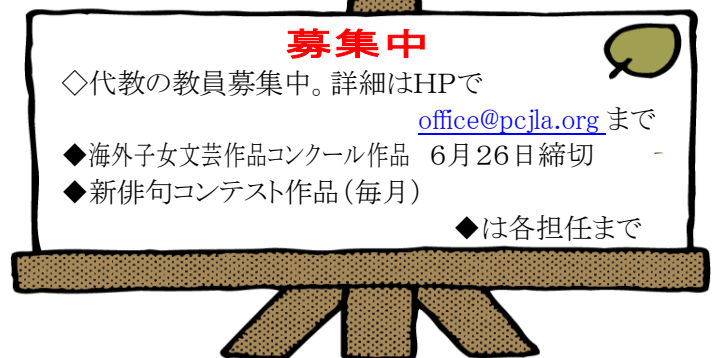 募集中
◇代教の教員募集中。詳細はHPで
office@pcjla.org まで
◆海外子女文芸作品コンクール作品　6月26日締切
◆新俳句コンテスト作品（毎月）
◆は各担任まで